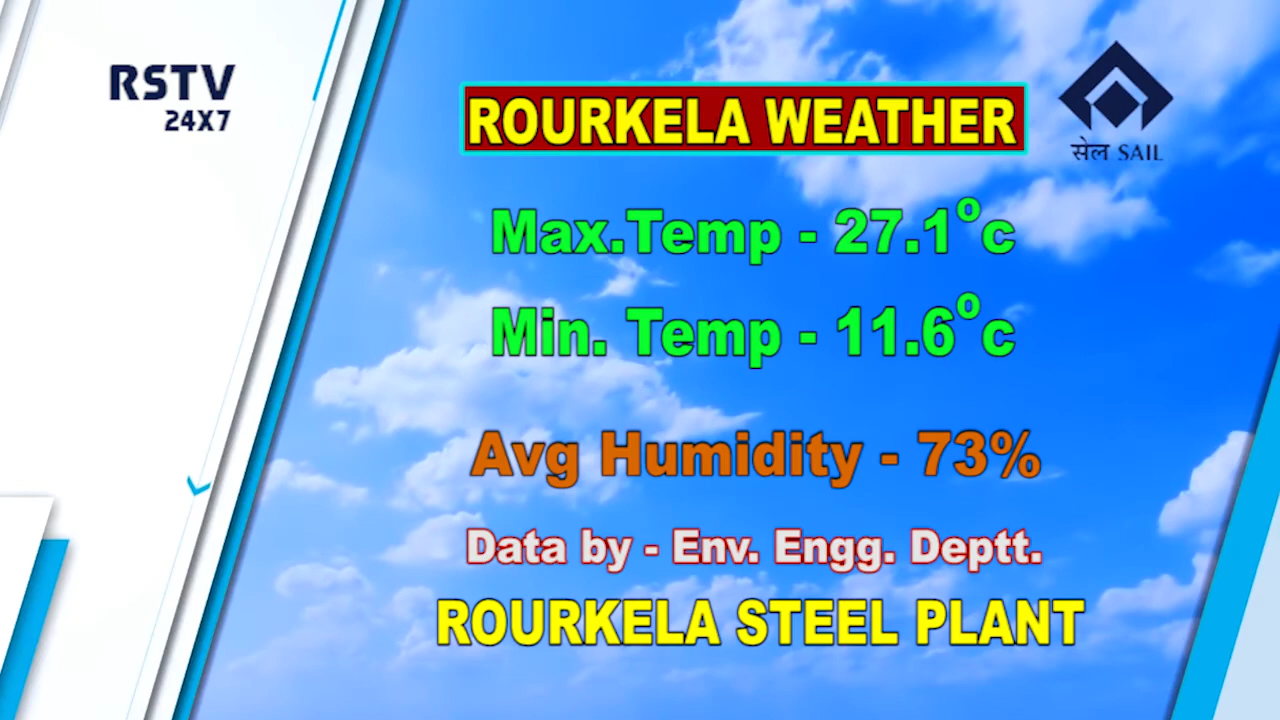 RSTV
24X7
ROURKELA WEATHER
सेल SAIL
Max.Temp - 27.1°c
Min. Temp - 11.6°c
Avg Humidity - 73%
Data by - Env. Engg. Deptt.
ROURKELA STEEL PLANT